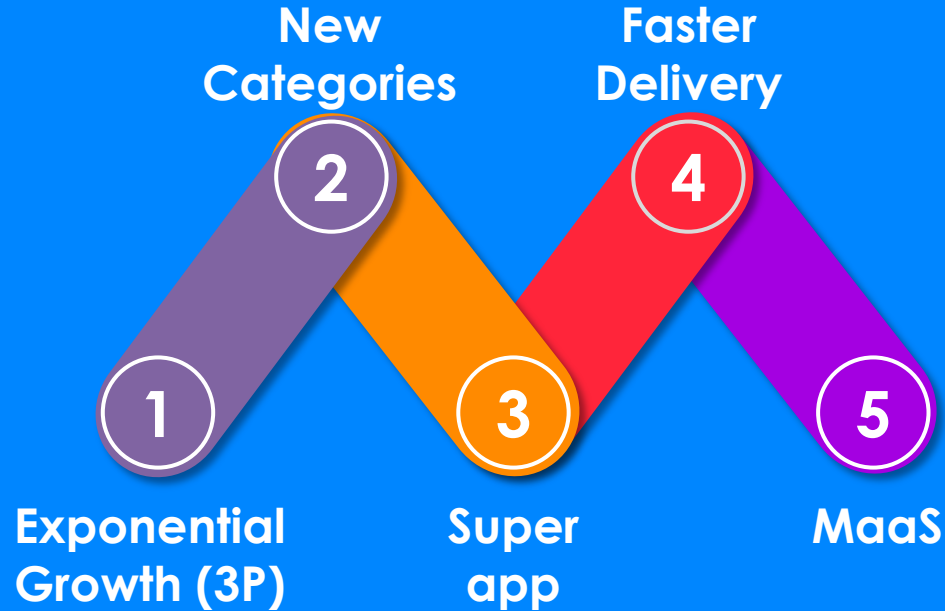 New
Categories
Faster
Delivery
2
4
1
3
5
Exponential
Growth (3P)
Super
app
MaaS